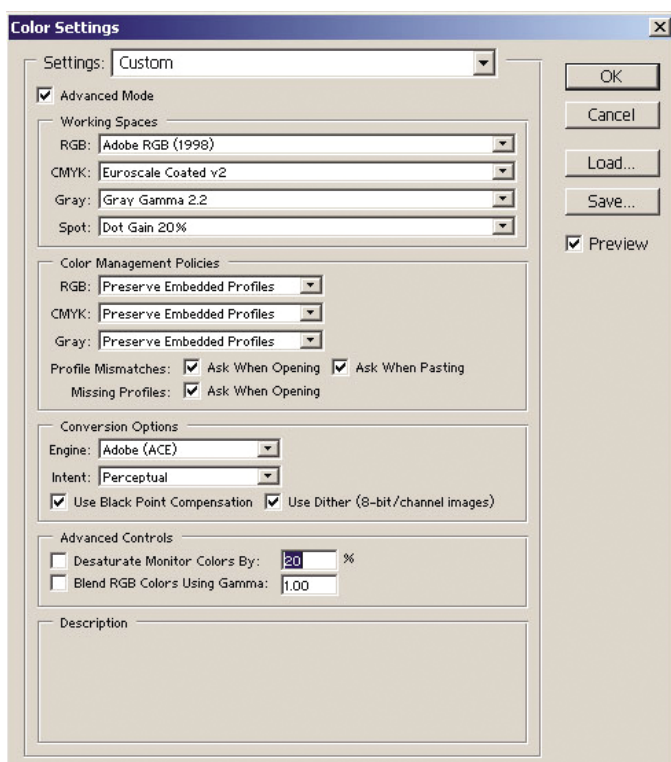 Color Settings
Settings: Custom
OK
Advanced Mode
Cancel
Working Spaces
RGB: Adobe RGB (1998)
CMYK: Euroscale Coated v2
Load...
Gray: Gray Gamma 2.2
Save...
Spot: Dot Gain 20%
Preview
Color Management Policies
RGB: Preserve Embedded Profiles
CMYK: Preserve Embedded Profiles
Gray: Preserve Embedded Profiles
Profile Mismatches: Ask When Opening Ask When Pasting
Missing Profiles: Ask When Opening
Conversion Options
Engine: Adobe (ACE)
Intent: Perceptual
Use Black Point Compensation Use Dither (8-bit/channel images)
Advanced Controls
Desaturate Monitor Colors By: 20 %
Blend RGB Colors Using Gamma: 1.00
Description